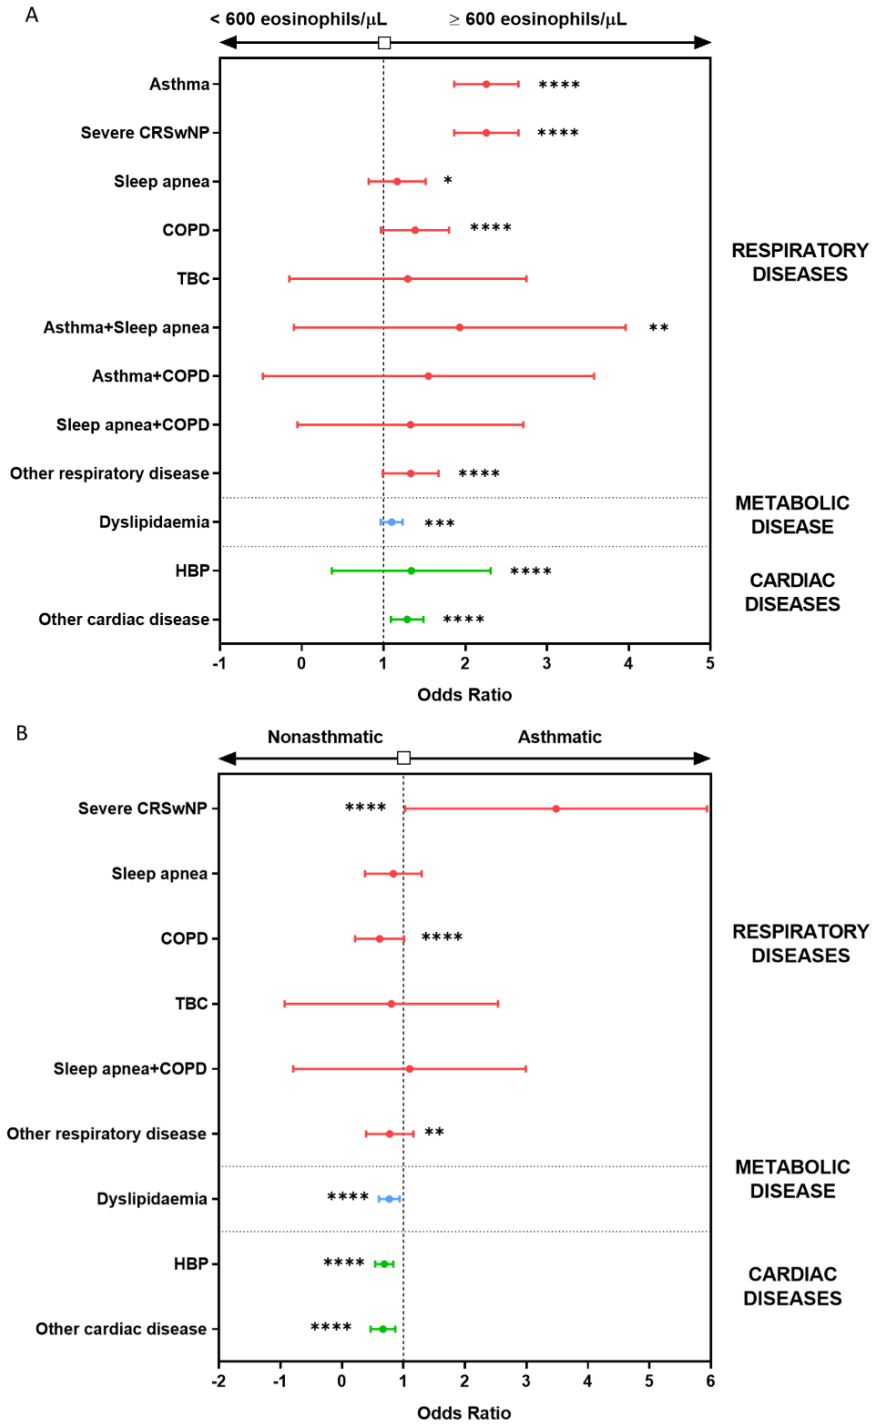 A
< 600 eosinophils/μL ≥ 600 eosinophils/μL
Asthma ****
Severe CRSwNP ****
Sleep apnea *
COPD ****
RESPIRATORY
DISEASES
TBC
Asthma+Sleep apnea **
Asthma+COPD
Sleep apnea+COPD
Other respiratory disease ****
METABOLIC
DISEASE
Dyslipidaemia ***
HBP ****
CARDIAC
DISEASES
Other cardiac disease ****
-1 0 1 2 3 4 5
Odds Ratio
B
Nonasthmatic Asthmatic
Severe CRSwNP ****
Sleep apnea
COPD ****
RESPIRATORY
DISEASES
TBC
Sleep apnea+COPD
Other respiratory disease **
METABOLIC
DISEASE
Dyslipidaemia ****
HBP ****
CARDIAC
DISEASES
Other cardiac disease ****
-2 -1 0 1 2 3 4 5 6
Odds Ratio